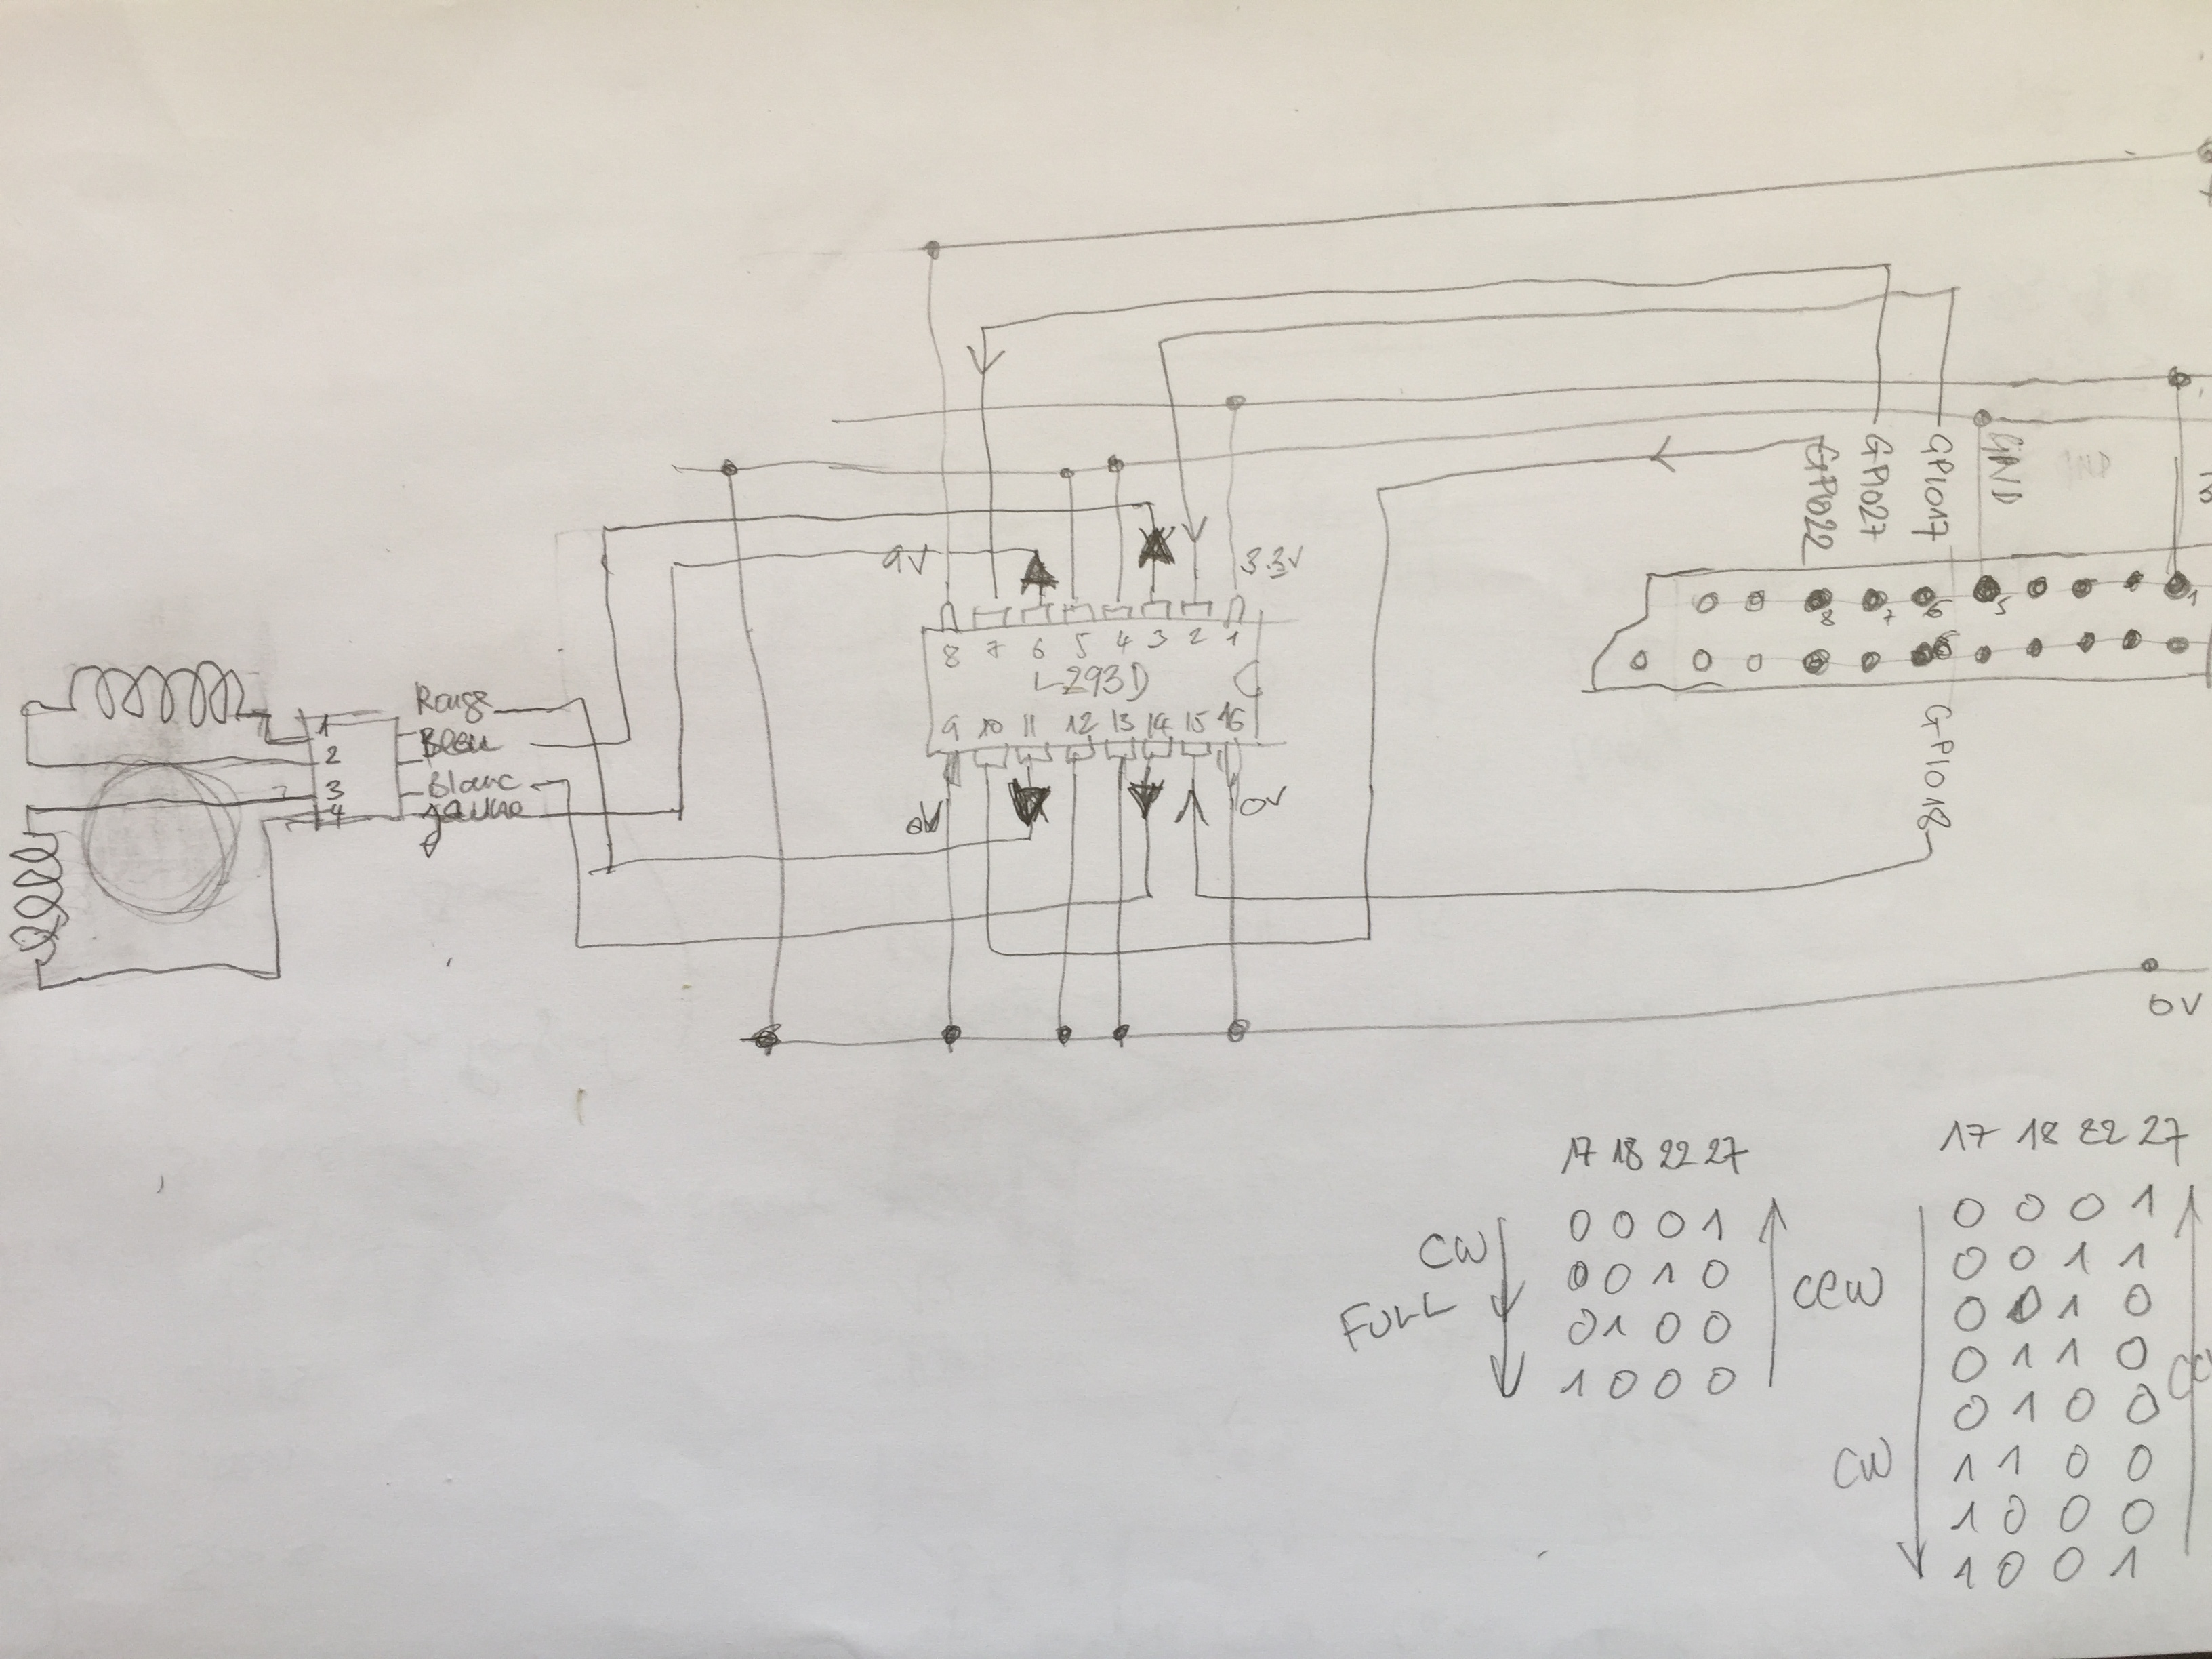 GPIO22 GPIO27 GPIO17 GND
9V 3.3V
8 7 6 5 4 3 2 1
L293D
9 10 11 12 13 14 15 16
0V 0V
8 7 6 5 1
GPIO18
1 Rouge
2 Bleu
3 Blanc
4 Jaune
0V
17 18 22 27
CW
FULL
CCW
0 0 0 1
0 0 1 0
0 1 0 0
1 0 0 0
17 18 22 27
CW
0 0 0 1
0 0 1 1
0 0 1 0
0 1 1 0
0 1 0 0
1 1 0 0
1 0 0 0
1 0 0 1